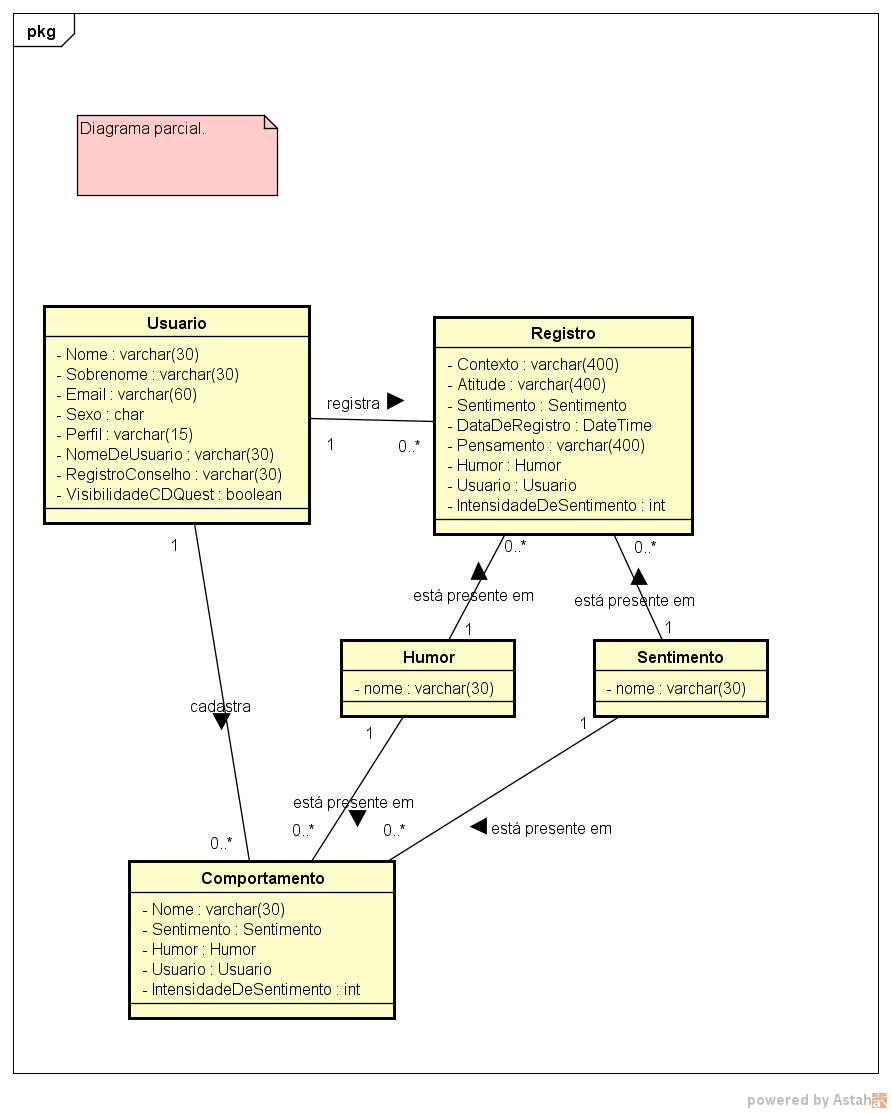 pkg
Diagrama parcial.
Usuario
- Nome : varchar(30)
- Sobrenome : varchar(30)
- Email : varchar(60)
- Sexo : char
- Perfil : varchar(15)
- NomeDeUsuario : varchar(30)
- RegistroConselho : varchar(30)
- VisibilidadeCDQuest : boolean
registra
1
0..*
Registro
- Contexto : varchar(400)
- Atitude : varchar(400)
- Sentimento : Sentimento
- DataDeRegistro : DateTime
- Pensamento : varchar(400)
- Humor : Humor
- Usuario : Usuario
- IntensidadeDeSentimento : int
1
0..*
0..*
está presente em
está presente em
1
1
Humor
- nome : varchar(30)
Sentimento
- nome : varchar(30)
cadastra
1
1
está presente em
está presente em
0..*
0..*
0..*
Comportamento
- Nome : varchar(30)
- Sentimento : Sentimento
- Humor : Humor
- Usuario : Usuario
- IntensidadeDeSentimento : int
powered by Astah